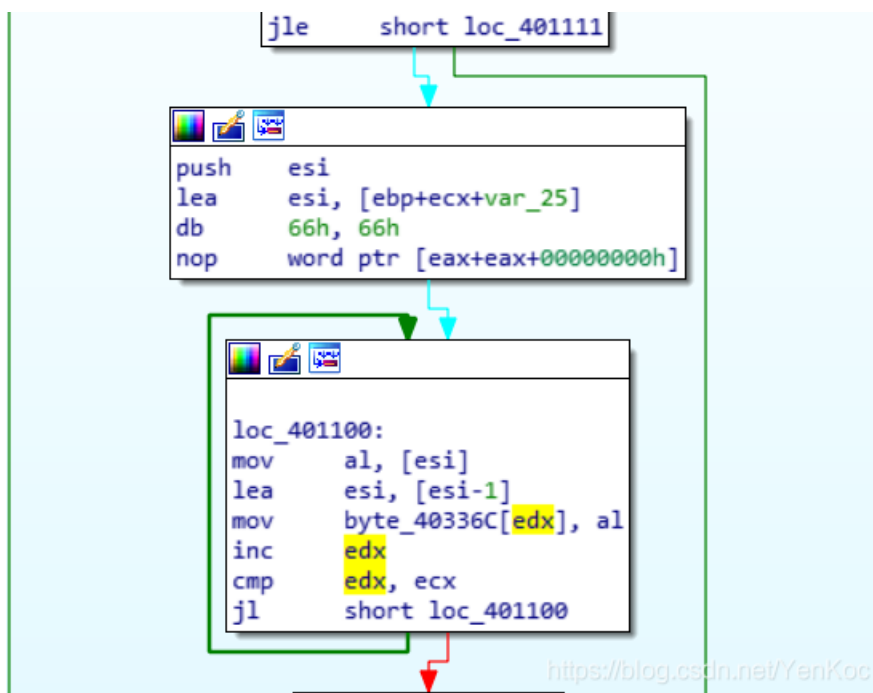 jle short loc_401111
push esi
lea esi, [ebp+ecx+var_25]
db 66h, 66h
nop word ptr [eax+eax+00000000h]
loc_401100:
mov al, [esi]
lea esi, [esi-1]
mov byte_40336C[edx], al
inc edx
cmp edx, ecx
jl short loc_401100
https://blog.csdn.net/YenKoc